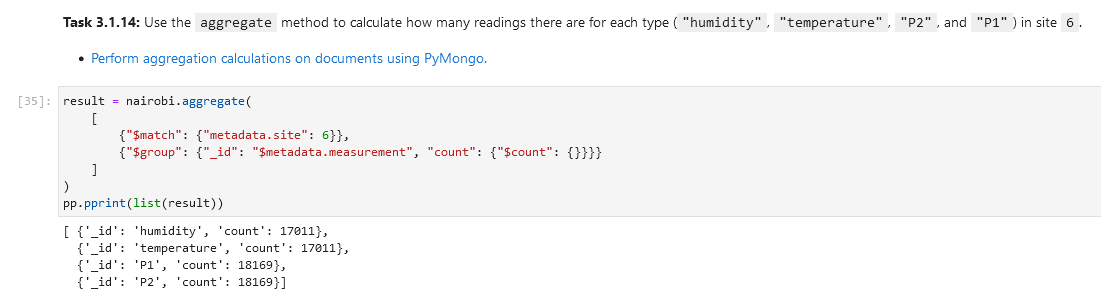 Task 3.1.14: Use the aggregate method to calculate how many readings there are for each type ( "humidity" , "temperature" , "P2" , and "P1" ) in site 6 .
• Perform aggregation calculations on documents using PyMongo.
[35]: result = nairobi.aggregate(
    [
        {"$match": {"metadata.site": 6}},
        {"$group": {"_id": "$metadata.measurement", "count": {"$count": {}}}}
    ]
)
pp.pprint(list(result))
[ {'_id': 'humidity', 'count': 17011},
  {'_id': 'temperature', 'count': 17011},
  {'_id': 'P1', 'count': 18169},
  {'_id': 'P2', 'count': 18169}]